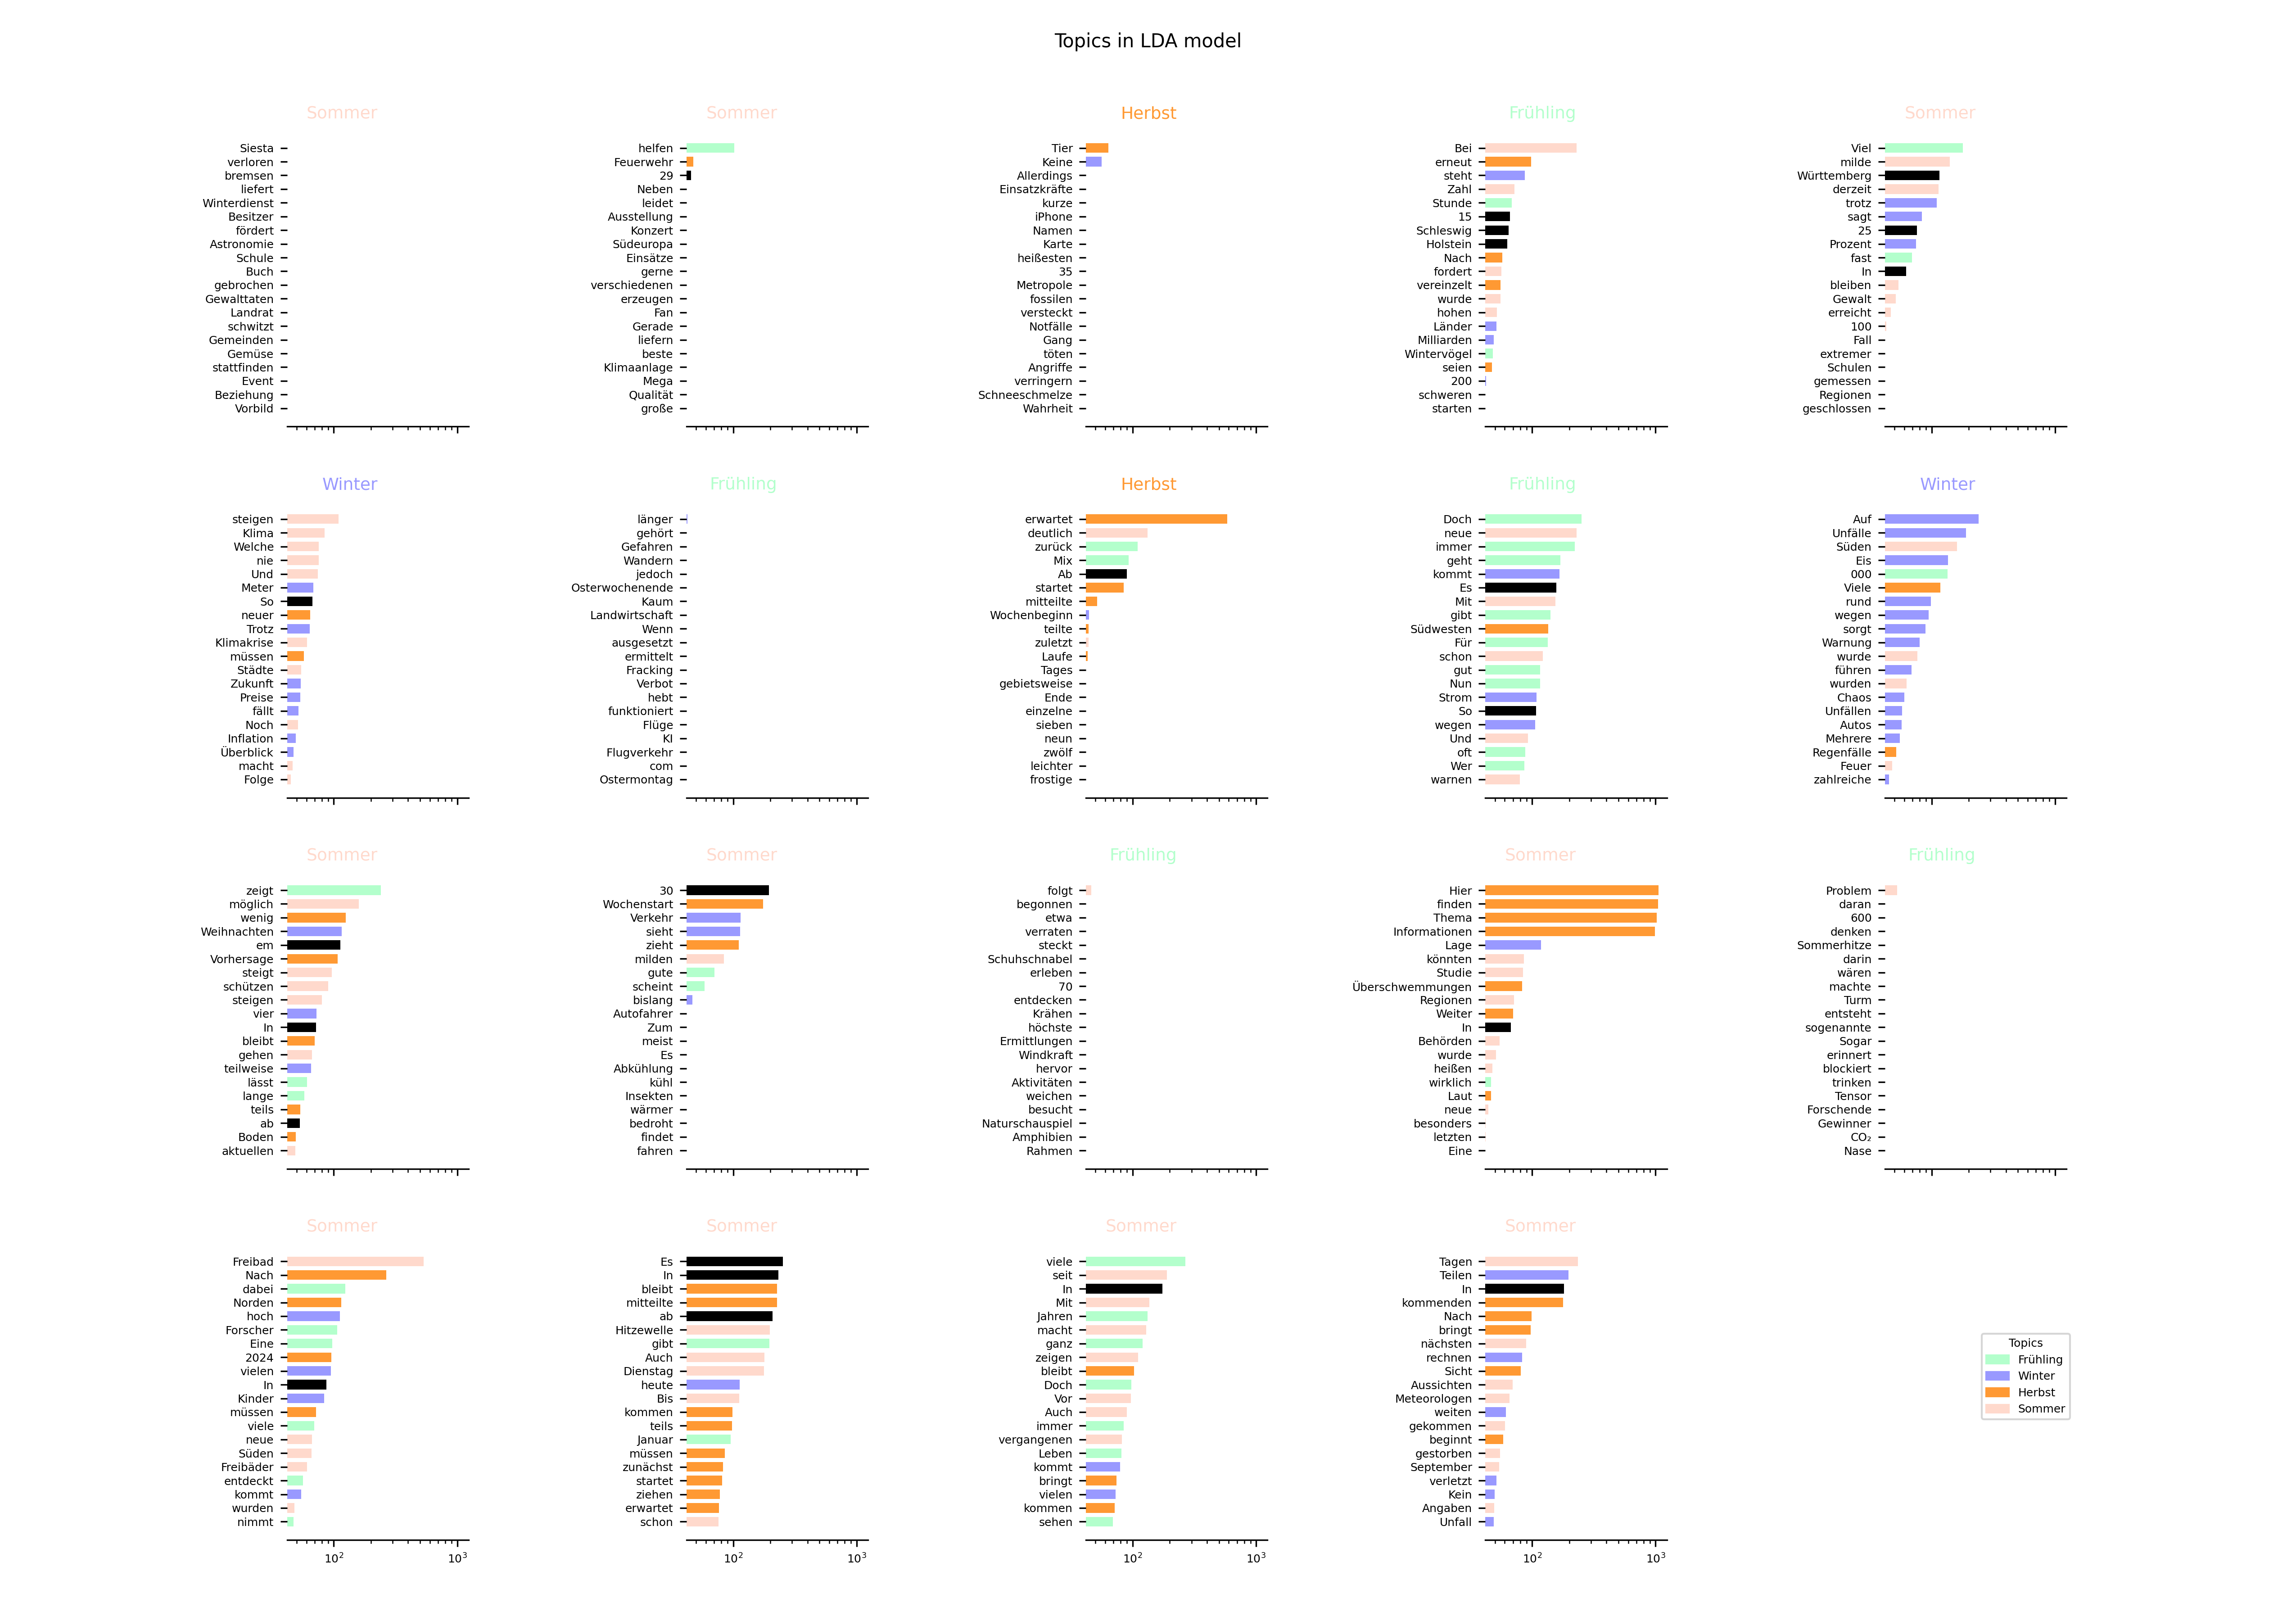 Topics in LDA model
Sommer
Siesta
verloren
bremsen
liefert
Winterdienst
Besitzer
fördert
Astronomie
Schule
Buch
gebrochen
Gewalttaten
Landrat
schwitzt
Gemeinden
Gemüse
stattfinden
Event
Beziehung
Vorbild
Sommer
helfen
Feuerwehr
29
Neben
leidet
Ausstellung
Konzert
Südeuropa
Einsätze
gerne
verschiedenen
erzeugen
Fan
Gerade
liefern
beste
Klimaanlage
Mega
Qualität
große
Herbst
Tier
Keine
Allerdings
Einsatzkräfte
kurze
iPhone
Namen
Karte
heißesten
35
Metropole
fossilen
versteckt
Notfälle
Gang
töten
Angriffe
verringern
Schneeschmelze
Wahrheit
Frühling
Bei
erneut
steht
Zahl
Stunde
15
Schleswig
Holstein
Nach
fordert
vereinzelt
wurde
hohen
Länder
Milliarden
Wintervögel
seien
200
schweren
starten
Sommer
Viel
milde
Württemberg
derzeit
trotz
sagt
25
Prozent
fast
In
bleiben
Gewalt
erreicht
100
Fall
extremer
Schulen
gemessen
Regionen
geschlossen
Winter
steigen
Klima
Welche
nie
Und
Meter
So
neuer
Trotz
Klimakrise
müssen
Städte
Zukunft
Preise
fällt
Noch
Inflation
Überblick
macht
Folge
Frühling
länger
gehört
Gefahren
Wandern
jedoch
Osterwochenende
Kaum
Landwirtschaft
Wenn
ausgesetzt
ermittelt
Fracking
Verbot
hebt
funktioniert
Flüge
KI
Flugverkehr
com
Ostermontag
Herbst
erwartet
deutlich
zurück
Mix
Ab
startet
mitteilte
Wochenbeginn
teilte
zuletzt
Laufe
Tages
gebietsweise
Ende
einzelne
sieben
neun
zwölf
leichter
frostige
Frühling
Doch
neue
immer
geht
kommt
Es
Mit
gibt
Südwesten
Für
schon
gut
Nun
Strom
So
wegen
Und
oft
Wer
warnen
Winter
Auf
Unfälle
Süden
Eis
000
Viele
rund
wegen
sorgt
Warnung
wurde
führen
wurden
Chaos
Unfällen
Autos
Mehrere
Regenfälle
Feuer
zahlreiche
Sommer
zeigt
möglich
wenig
Weihnachten
em
Vorhersage
steigt
schützen
steigen
vier
In
bleibt
gehen
teilweise
lässt
lange
teils
ab
Boden
aktuellen
Sommer
30
Wochenstart
Verkehr
sieht
zieht
milden
gute
scheint
bislang
Autofahrer
Zum
meist
Es
Abkühlung
kühl
Insekten
wärmer
bedroht
findet
fahren
Frühling
folgt
begonnen
etwa
verraten
steckt
Schuhschnabel
erleben
70
entdecken
Krähen
höchste
Ermittlungen
Windkraft
hervor
Aktivitäten
weichen
besucht
Naturschauspiel
Amphibien
Rahmen
Sommer
Hier
finden
Thema
Informationen
Lage
könnten
Studie
Überschwemmungen
Regionen
Weiter
In
Behörden
wurde
heißen
wirklich
Laut
neue
besonders
letzten
Eine
Frühling
Problem
daran
600
denken
Sommerhitze
darin
wären
machte
Turm
entsteht
sogenannte
Sogar
erinnert
blockiert
trinken
Tensor
Forschende
Gewinner
CO₂
Nase
Sommer
Freibad
Nach
dabei
Norden
hoch
Forscher
Eine
2024
vielen
In
Kinder
müssen
viele
neue
Süden
Freibäder
entdeckt
kommt
wurden
nimmt
10² 10³
Sommer
Es
In
bleibt
mitteilte
ab
Hitzewelle
gibt
Auch
Dienstag
heute
Bis
kommen
teils
Januar
müssen
zunächst
startet
ziehen
erwartet
schon
10² 10³
Sommer
viele
seit
In
Mit
Jahren
macht
ganz
zeigen
bleibt
Doch
Vor
Auch
immer
vergangenen
Leben
kommt
bringt
vielen
kommen
sehen
10² 10³
Sommer
Tagen
Teilen
In
kommenden
Nach
bringt
nächsten
rechnen
Sicht
Aussichten
Meteorologen
weiten
gekommen
beginnt
gestorben
September
verletzt
Kein
Angaben
Unfall
10² 10³
Topics
Frühling
Winter
Herbst
Sommer